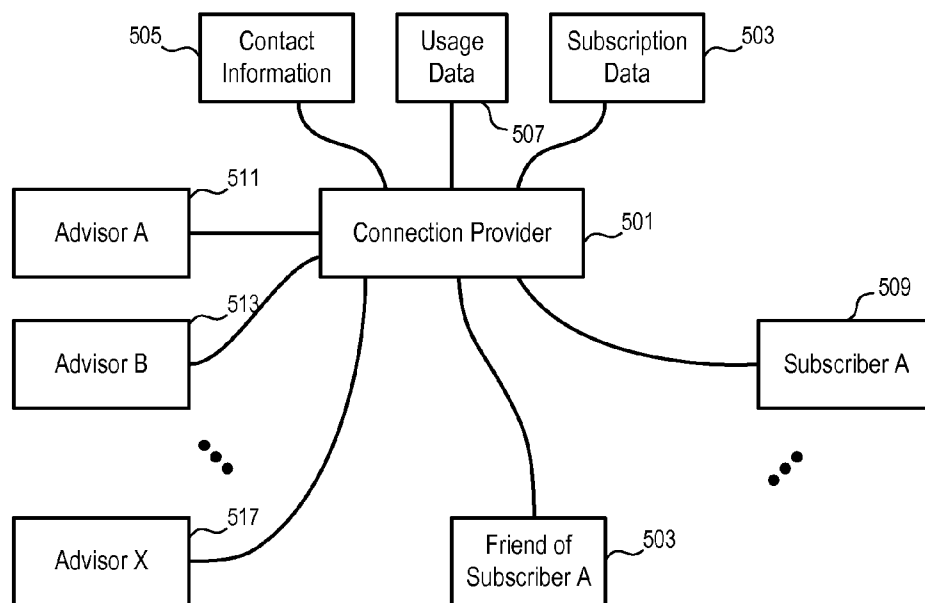 505
Contact
Information
Usage
Data
507
Subscription
Data
503
511
Advisor A
Connection Provider
501
513
Advisor B
509
Subscriber A
517
Advisor X
Friend of
Subscriber A
503